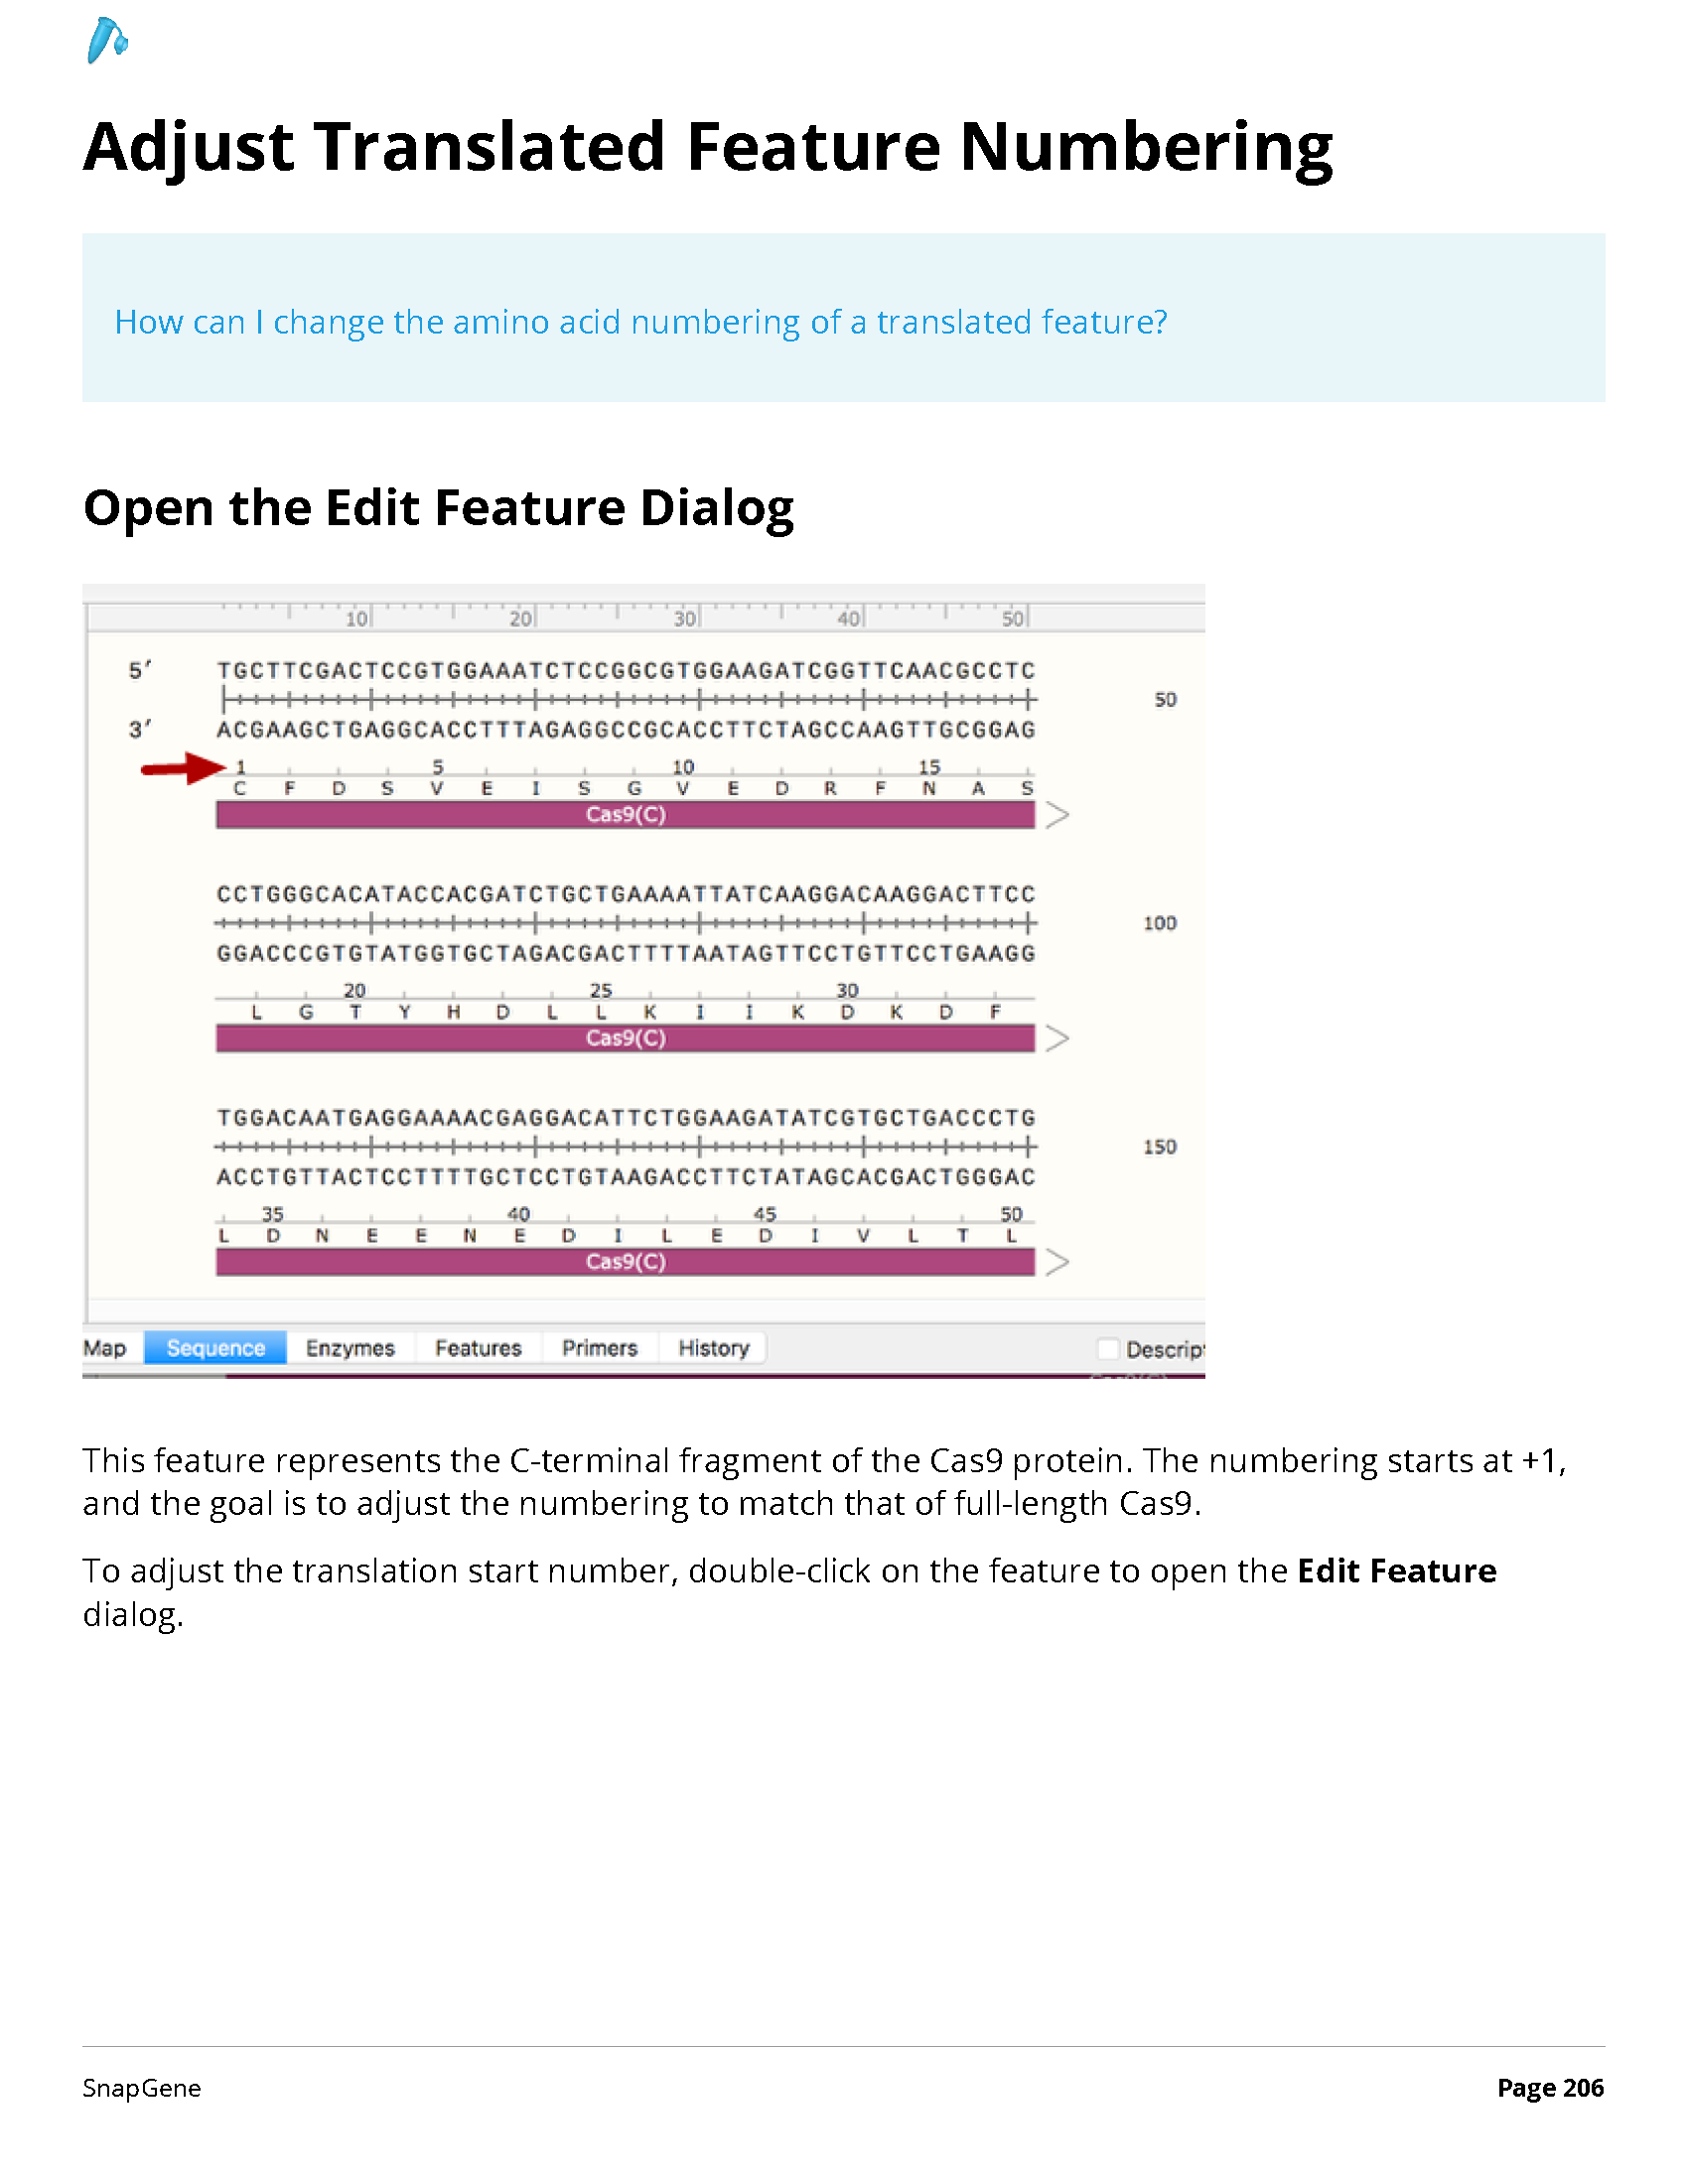 Adjust Translated Feature Numbering
How can I change the amino acid numbering of a translated feature?
Open the Edit Feature Dialog
10 20 30 40 50
5′ TGCTTCGACTCCGTGGAAATCTCCGGCGTGGAAGATCGGTTCAACGCCTC
50
3′ ACGAAGCTGAGGCACCTTTAGAGGCCGCACCTTCTAGCCAAGTTGCGGAG
1 5 10 15
C F D S V E I S G V E D R F N A S
Cas9(C)
CCTGGGCACATACCACGATCTGCTGAAAATTATCAAGGACAAGGACTTCC
100
GGACCCGTGTATGGTGCTAGACGACTTTTAATAGTTCCTGTTCCTGAAGG
20 25 30
L G T Y H D L L K I I K D K D F
Cas9(C)
TGGACAATGAGGAAAACGAGGACATTCTGGAAGATATCGTGCTGACCCTG
150
ACCTGTTACTCCTTTTGCTCCTGTAAGACCTTCTATAGCACGACTGGGAC
35 40 45 50
L D N E E N E D I L E D I V L T L
Cas9(C)
Map Sequence Enzymes Features Primers History Descrip
This feature represents the C-terminal fragment of the Cas9 protein. The numbering starts at +1,
and the goal is to adjust the numbering to match that of full-length Cas9.
To adjust the translation start number, double-click on the feature to open the Edit Feature
dialog.
SnapGene Page 206